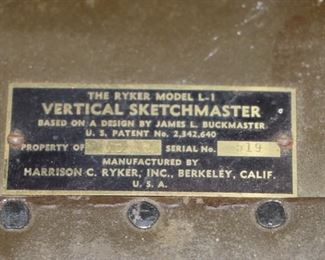 THE RYKER MODEL L-1
VERTICAL SKETCHMASTER
BASED ON A DESIGN BY JAMES L. BUCKMASTER
U. S. PATENT No. 2,342,640
PROPERTY OF SERIAL No. 519
MANUFACTURED BY
HARRISON C. RYKER, INC., BERKELEY, CALIF.
U. S. A.